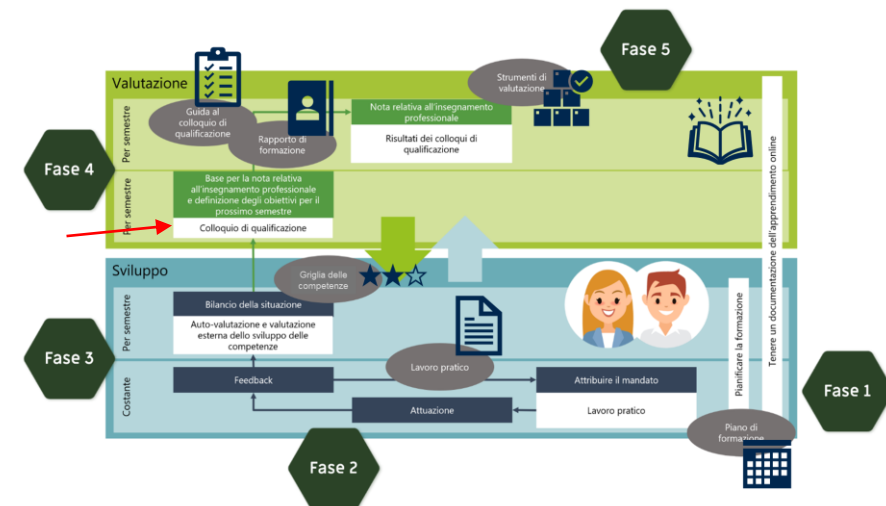 Fase 5
Valutazione
Strumenti di
valutazione
Per semestre
Guida al
colloquio di
qualificazione
Rapporto di
formazione
Nota relativa all'insegnamento
professionale
Risultati dei colloqui di
qualificazione
Fase 4
Per semestre
Base per la nota relativa
all'insegnamento professionale
e definizione degli obiettivi per il
prossimo semestre
Colloquio di qualificazione
Tenere un documentazione dell'apprendimento online
Sviluppo
Griglia delle
competenze
Per semestre
Bilancio della situazione
Auto-valutazione e valutazione
esterna dello sviluppo delle
competenze
Pianificare la formazione
Fase 3
Costante
Feedback
Lavoro pratico
Attribuire il mandato
Lavoro pratico
Attuazione
Fase 1
Piano di
formazione
Fase 2